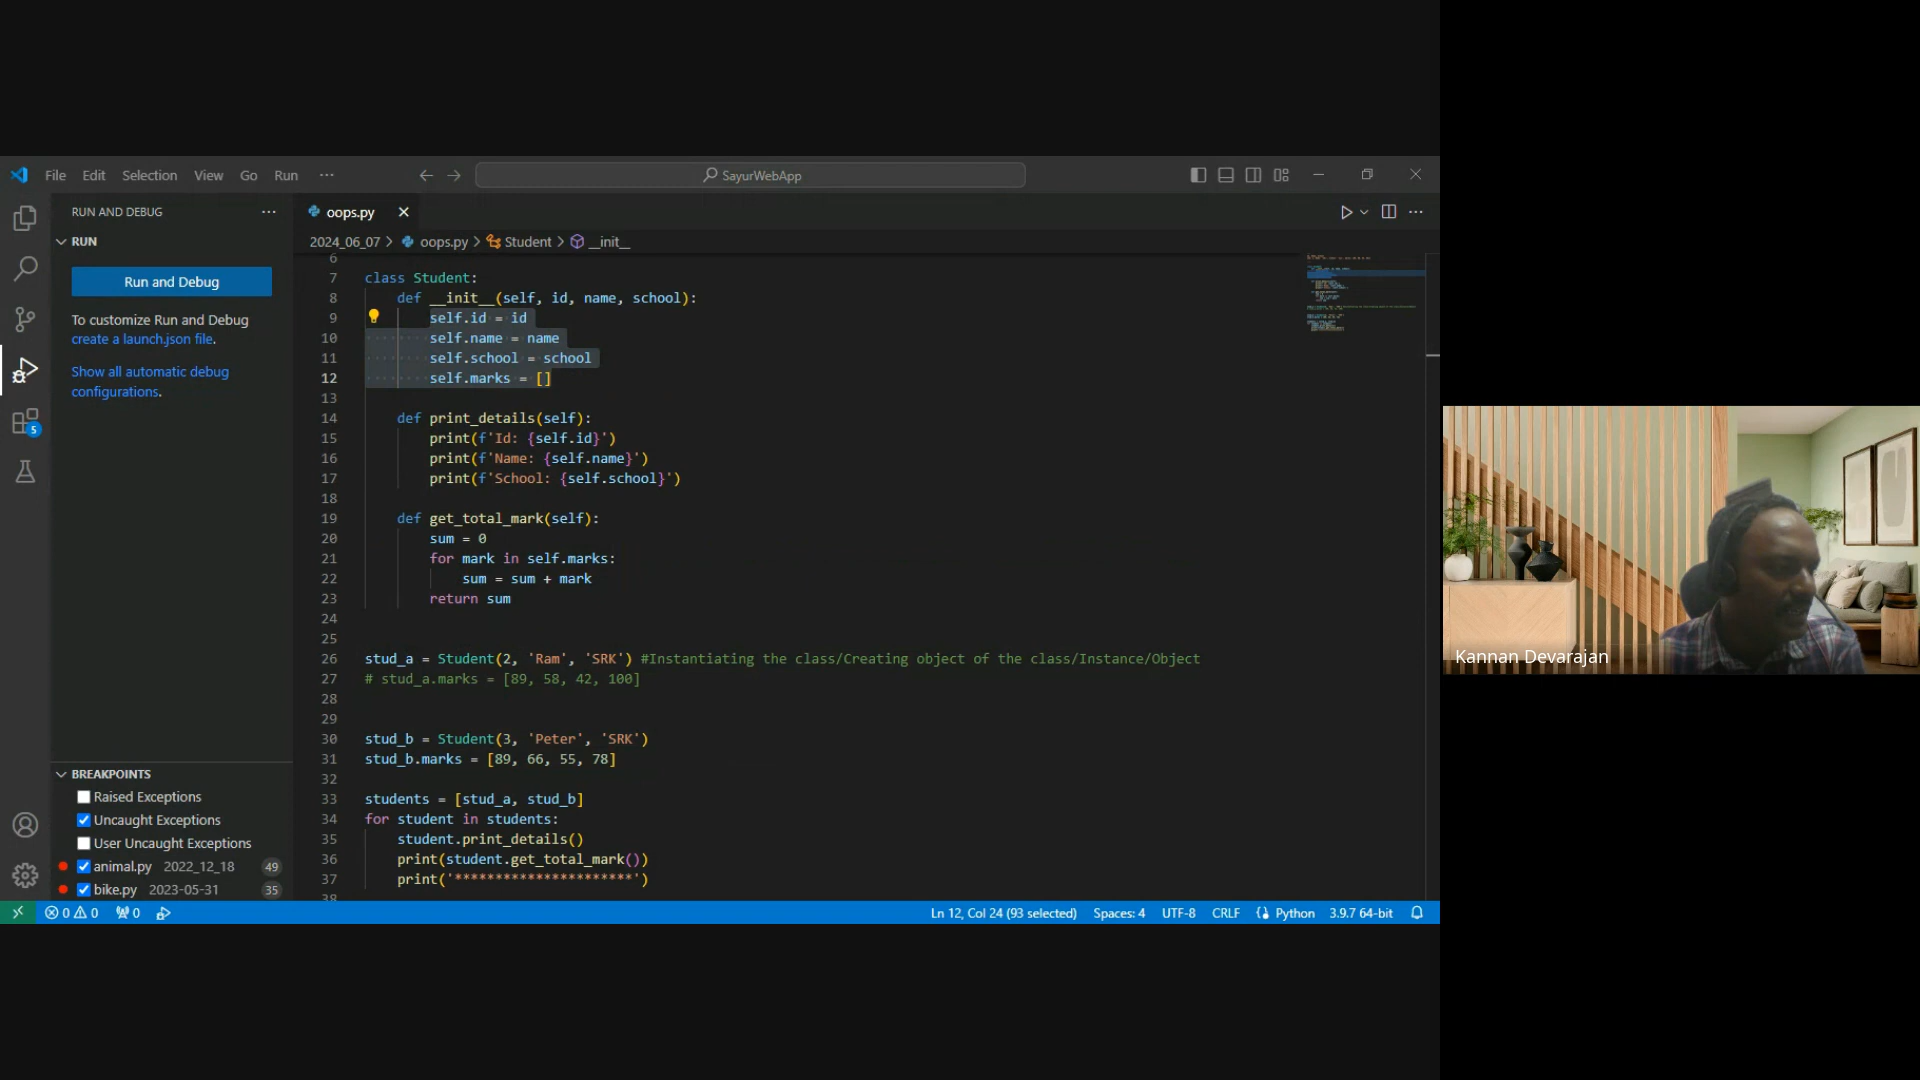 File Edit Selection View Go Run ···
SayurWebApp
RUN AND DEBUG ···
RUN
Run and Debug
To customize Run and Debug
create a launch.json file.
Show all automatic debug
configurations.
BREAKPOINTS
Raised Exceptions
Uncaught Exceptions
User Uncaught Exceptions
animal.py 2022_12_18 49
bike.py 2023-05-31 35
5
oops.py
2024_06_07 > oops.py > Student > __init__
6
7 class Student:
8 def __init__(self, id, name, school):
9 self.id = id
10 self.name = name
11 self.school = school
12 self.marks = []
13
14 def print_details(self):
15 print(f'Id: {self.id}')
16 print(f'Name: {self.name}')
17 print(f'School: {self.school}')
18
19 def get_total_mark(self):
20 sum = 0
21 for mark in self.marks:
22 sum = sum + mark
23 return sum
24
25
26 stud_a = Student(2, 'Ram', 'SRK') #Instantiating the class/Creating object of the class/Instance/Object
27 # stud_a.marks = [89, 58, 42, 100]
28
29
30 stud_b = Student(3, 'Peter', 'SRK')
31 stud_b.marks = [89, 66, 55, 78]
32
33 students = [stud_a, stud_b]
34 for student in students:
35 student.print_details()
36 print(student.get_total_mark())
37 print('**********************')
38
0 0 0
Ln 12, Col 24 (93 selected) Spaces: 4 UTF-8 CRLF Python 3.9.7 64-bit
Kannan Devarajan